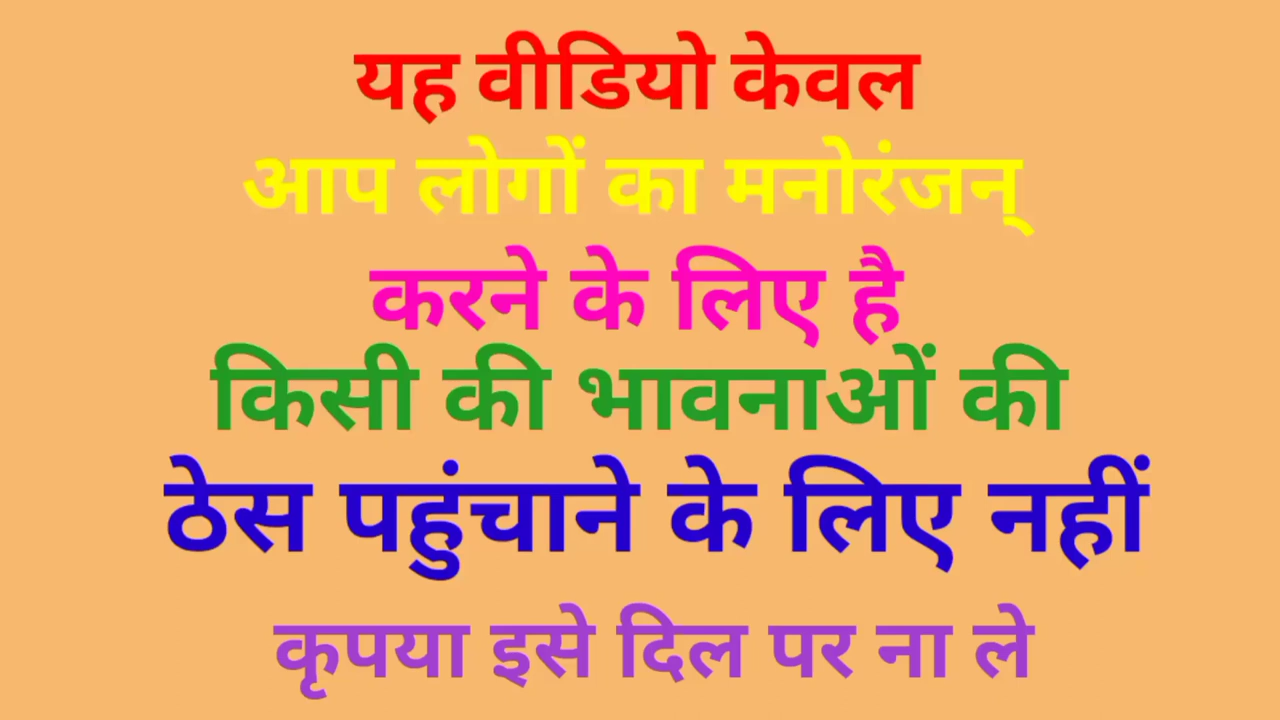 यह वीडियो केवल
आप लोगों का मनोरंजन्
करने के लिए है
किसी की भावनाओं की
ठेस पहुंचाने के लिए नहीं
कृपया इसे दिल पर ना ले